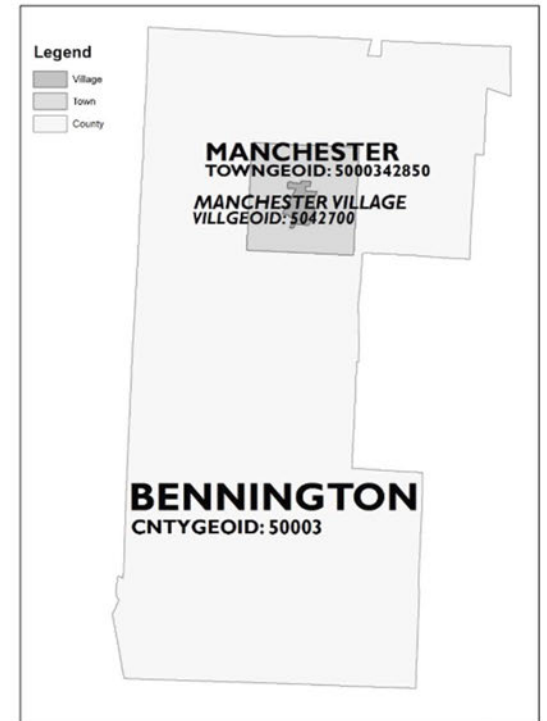 Legend
Village
Town
County
MANCHESTER
TOWNGEOID: 5000342850
MANCHESTER VILLAGE
VILLGEOID: 5042700
BENNINGTON
CNTYGEOID: 50003